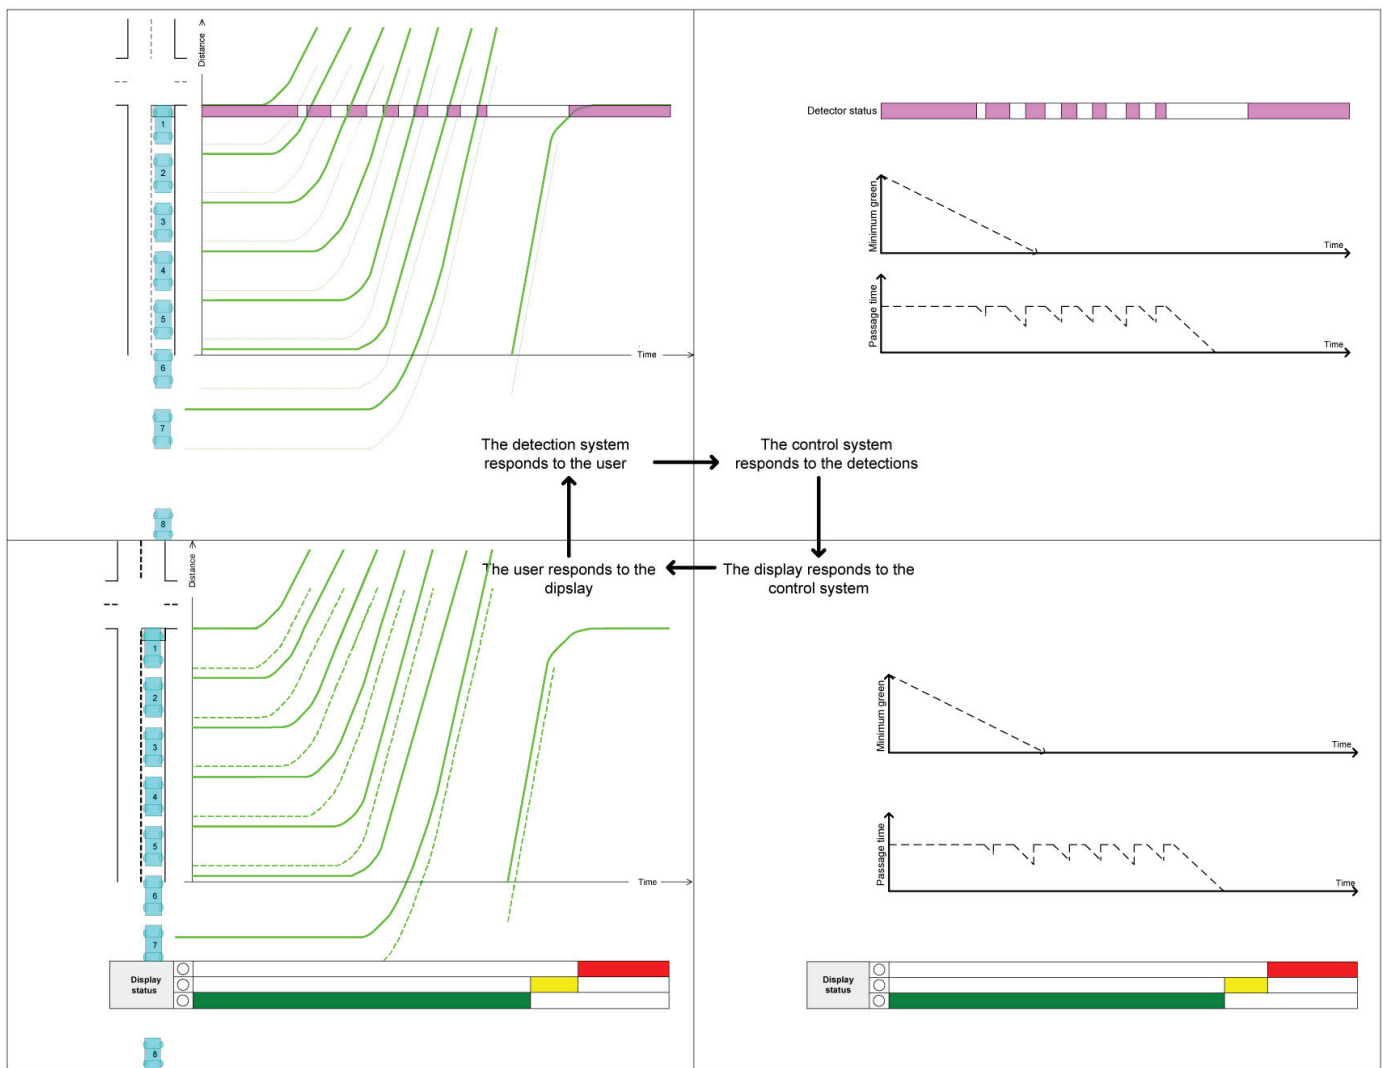 Distance
1
2
3
4
5
6
7
8
Time
Detector status
Minimum green
Time
Passage time
Time
The detection system
responds to the user
The control system
responds to the detections
The user responds to the
dipslay
The display responds to the
control system
Distance
1
2
3
4
5
6
7
8
Time
Display
status
Minimum green
Time
Passage time
Time
Display
status